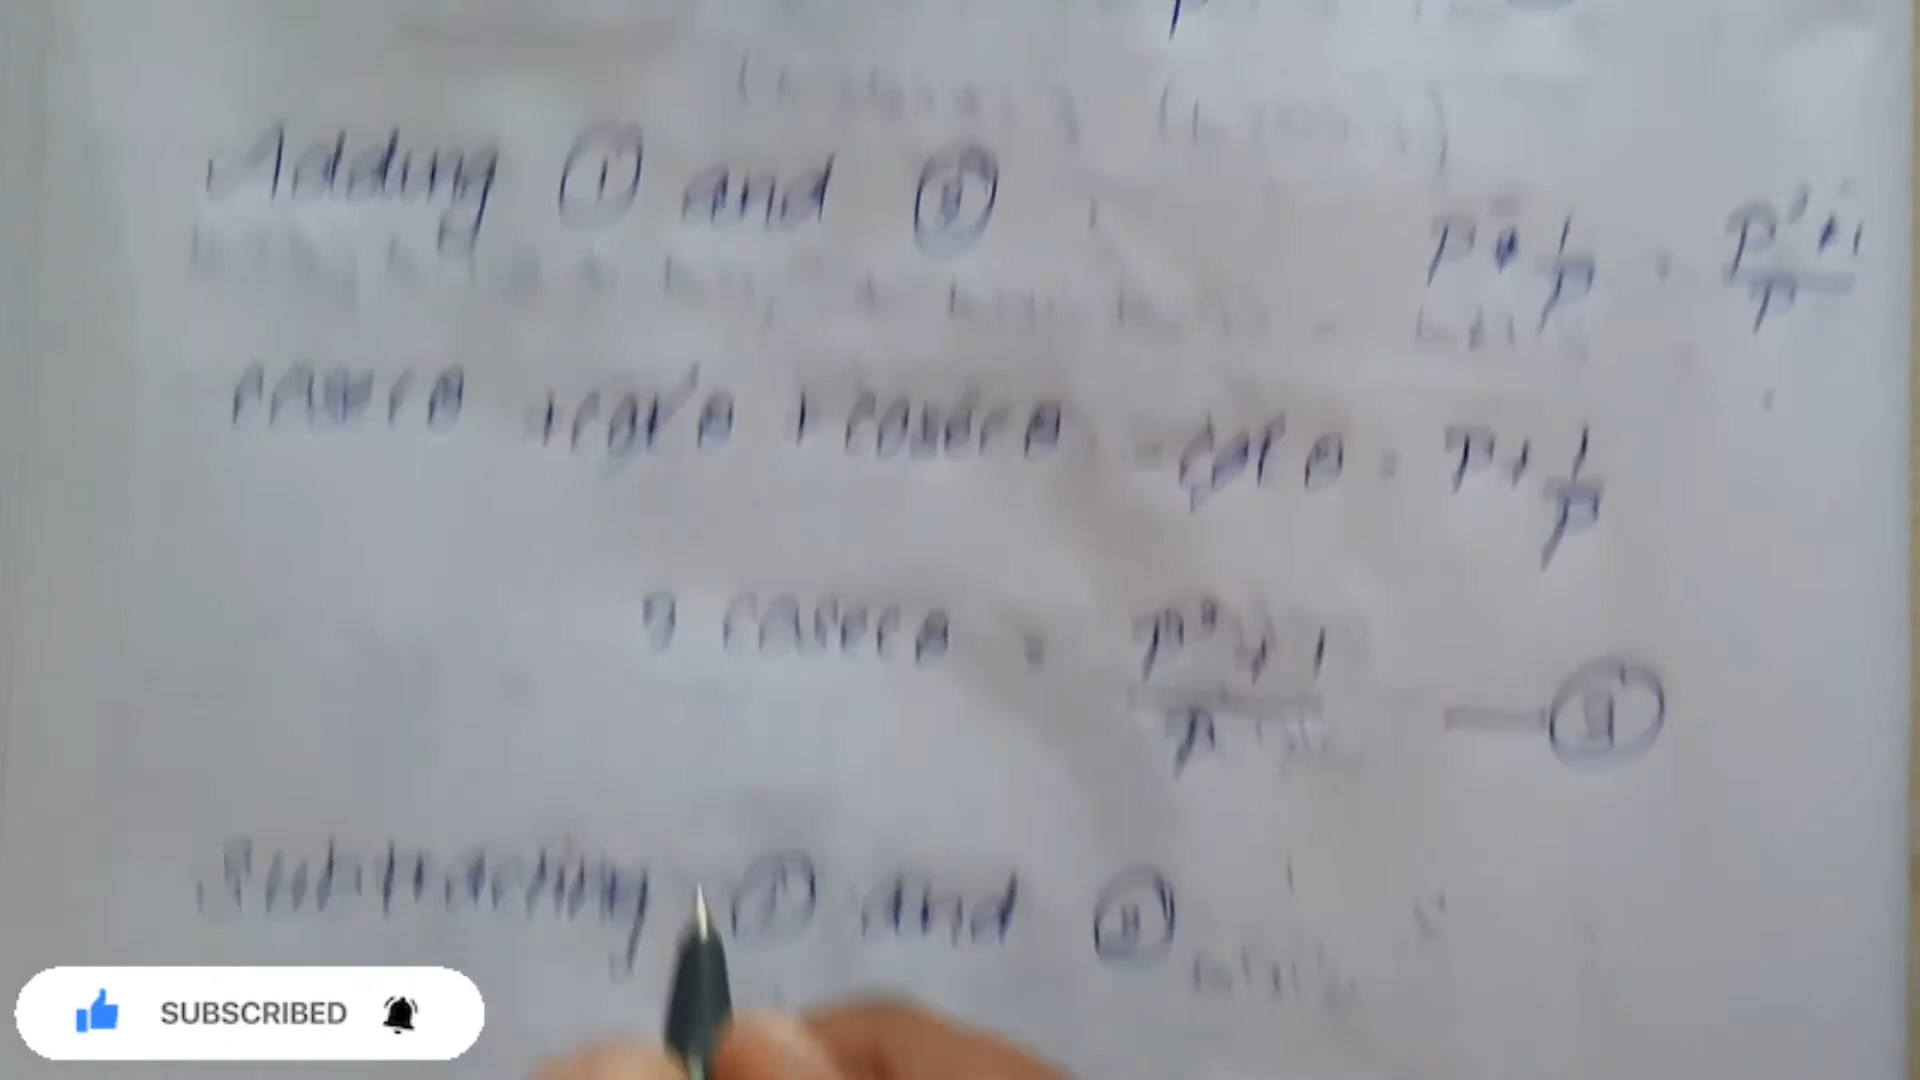 Adding ① and ②
p + 1/p = p²+1/p
cosecθ + cotθ + cosecθ - cotθ = p + 1/p
2 cosecθ = p²+1/p — ③
Subtracting ① and ②
SUBSCRIBED